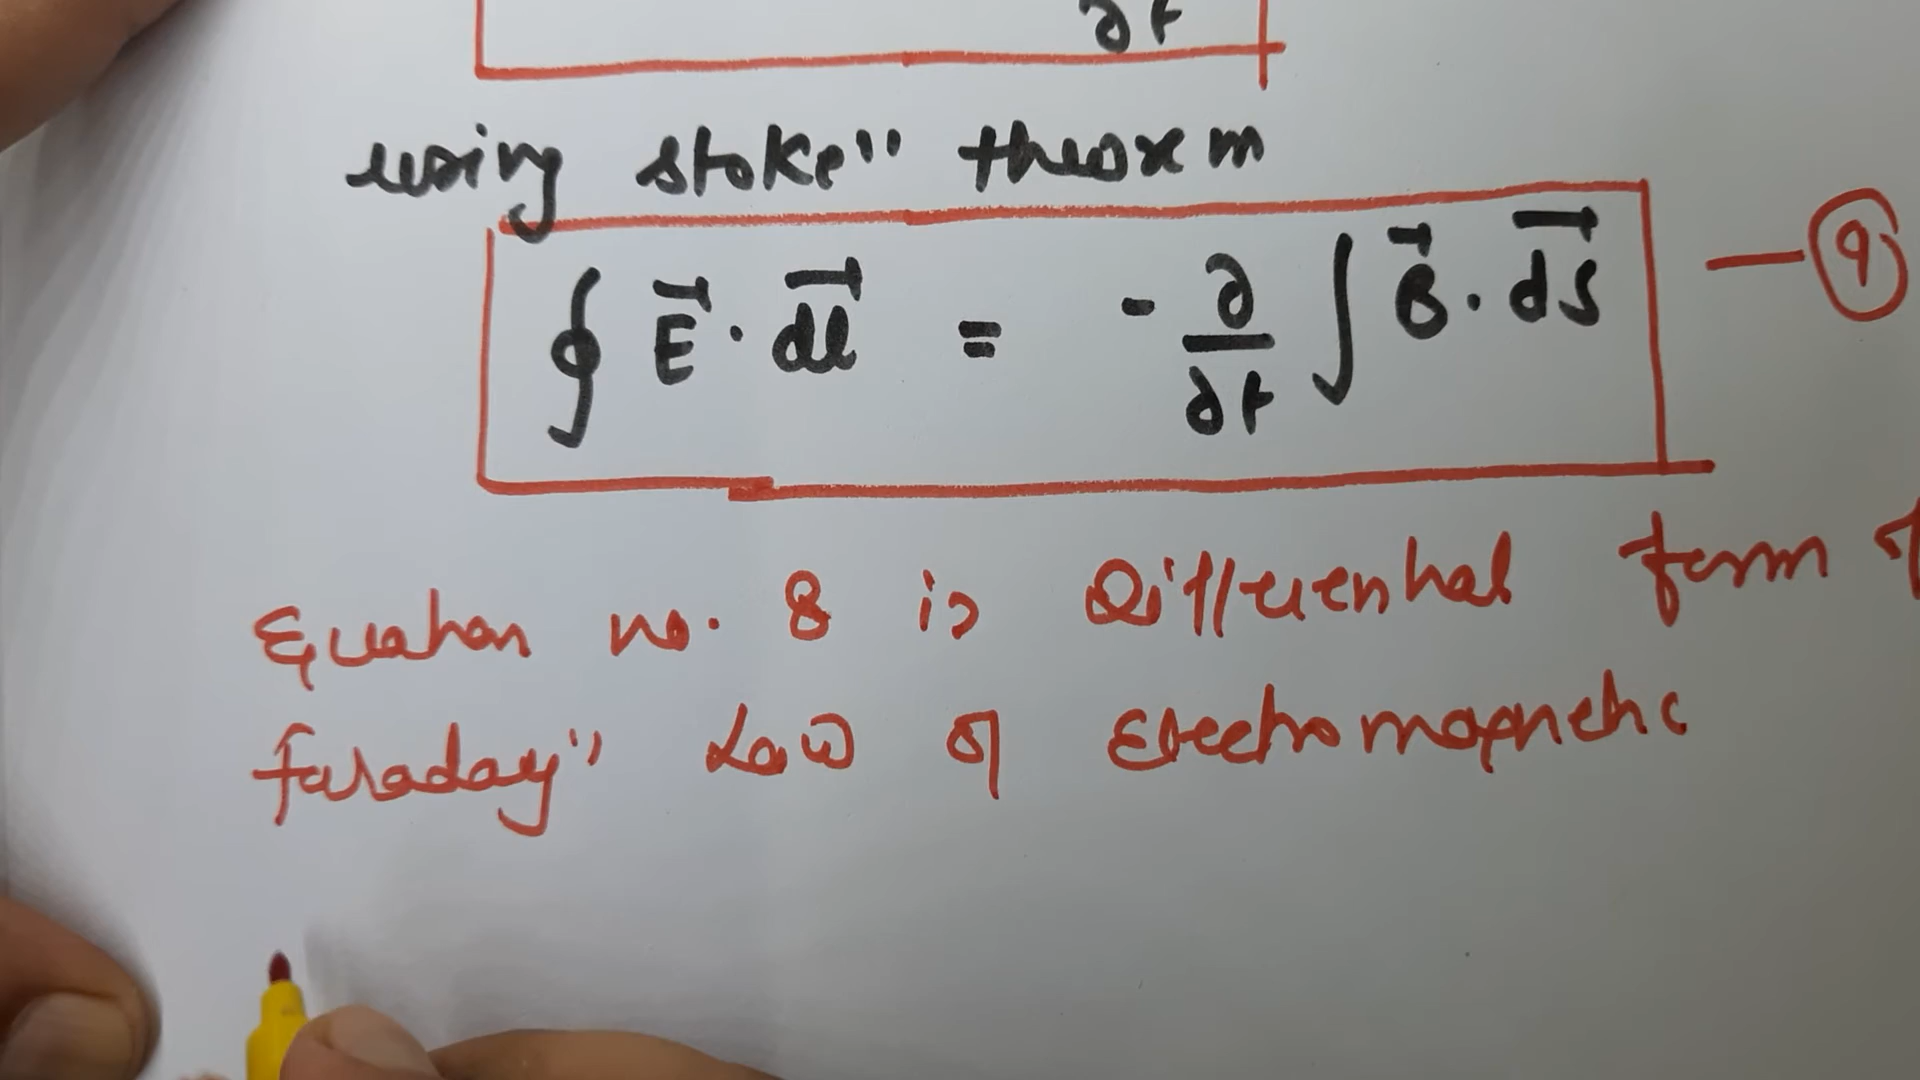 ∂t
using stoke'' theorem
∮ E⃗ · dl⃗ = - ∂/∂t ∫ B⃗ · dS⃗ — 9
Equation no. 8 is Differential form of
faraday'' Law of Electromagnetic